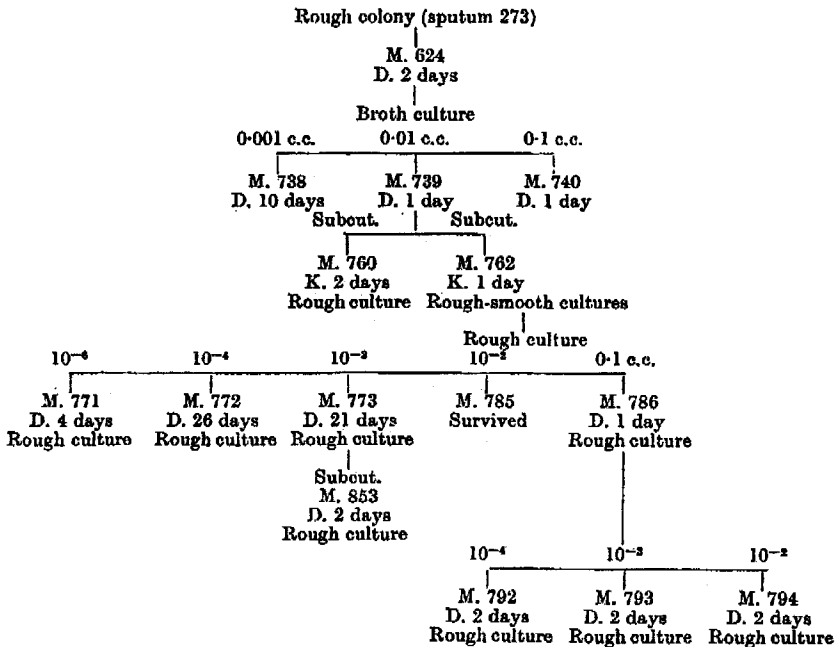 Rough colony (sputum 273)
M. 624
D. 2 days
Broth culture
0·001 c.c. 0·01 c.c. 0·1 c.c.
M. 738 M. 739 M. 740
D. 10 days D. 1 day D. 1 day
Subcut. Subcut.
M. 760 M. 762
K. 2 days K. 1 day
Rough culture Rough-smooth cultures
Rough culture
10⁻⁵ 10⁻⁴ 10⁻³ 10⁻² 0·1 c.c.
M. 771 M. 772 M. 773 M. 785 M. 786
D. 4 days D. 26 days D. 21 days Survived D. 1 day
Rough culture Rough culture Rough culture Rough culture
Subcut.
M. 853
D. 2 days
Rough culture
10⁻⁴ 10⁻³ 10⁻²
M. 792 M. 793 M. 794
D. 2 days D. 2 days D. 2 days
Rough culture Rough culture Rough culture